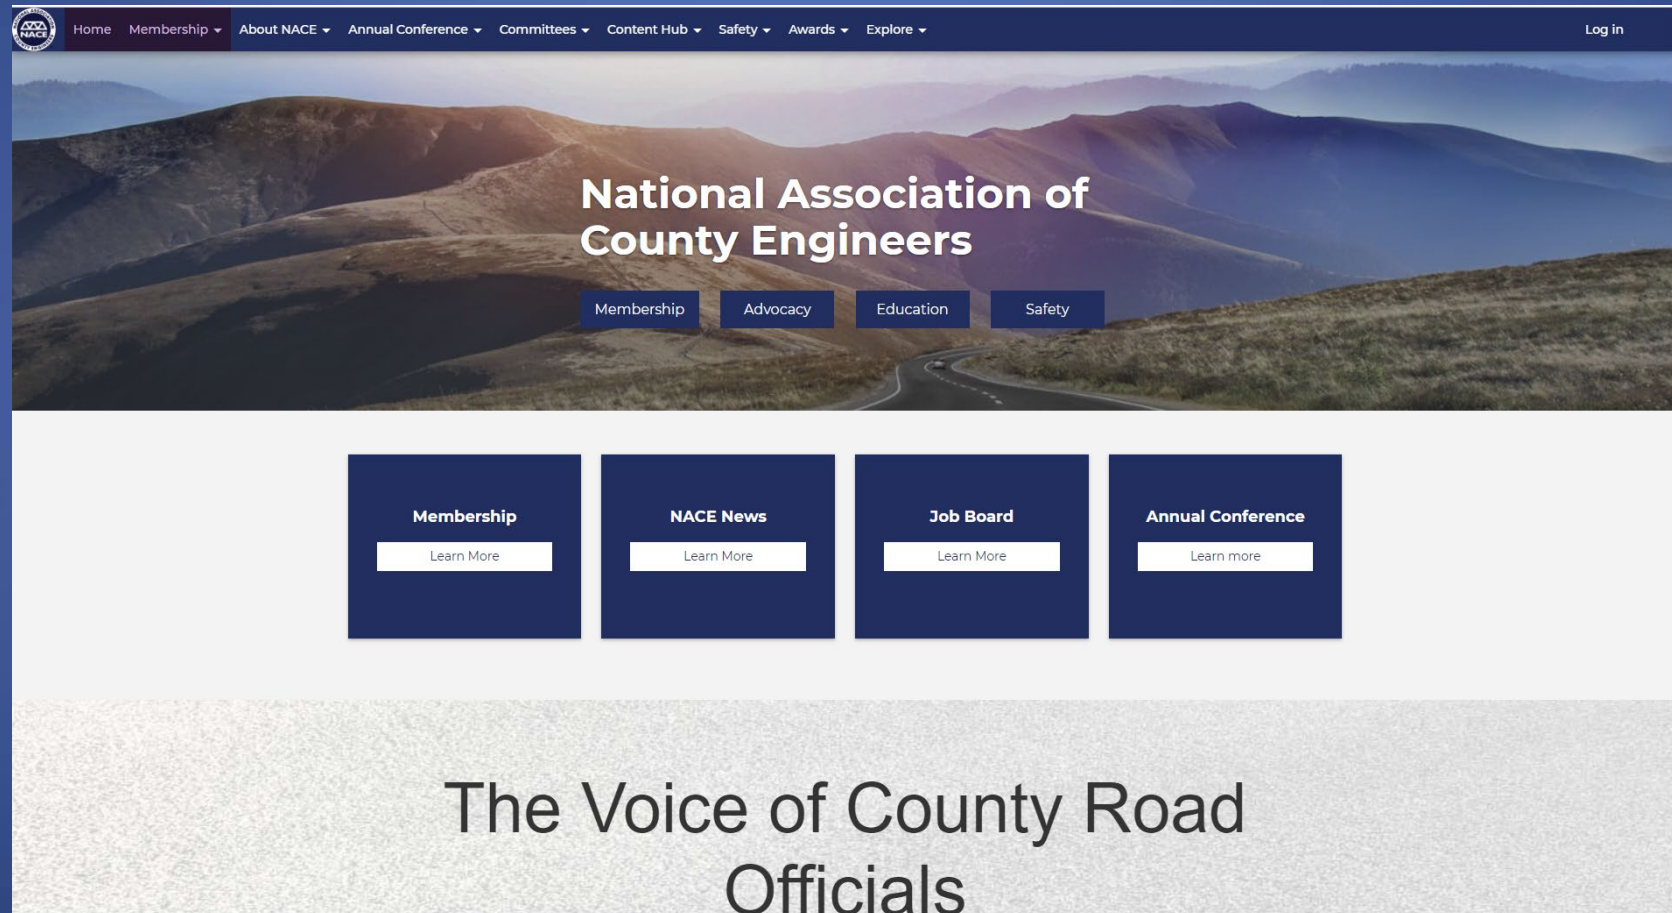 NACE
Home Membership About NACE Annual Conference Committees Content Hub Safety Awards Explore Log in
National Association of
County Engineers
Membership Advocacy Education Safety
Membership NACE News Job Board Annual Conference
Learn More Learn More Learn More Learn more
The Voice of County Road
Officials